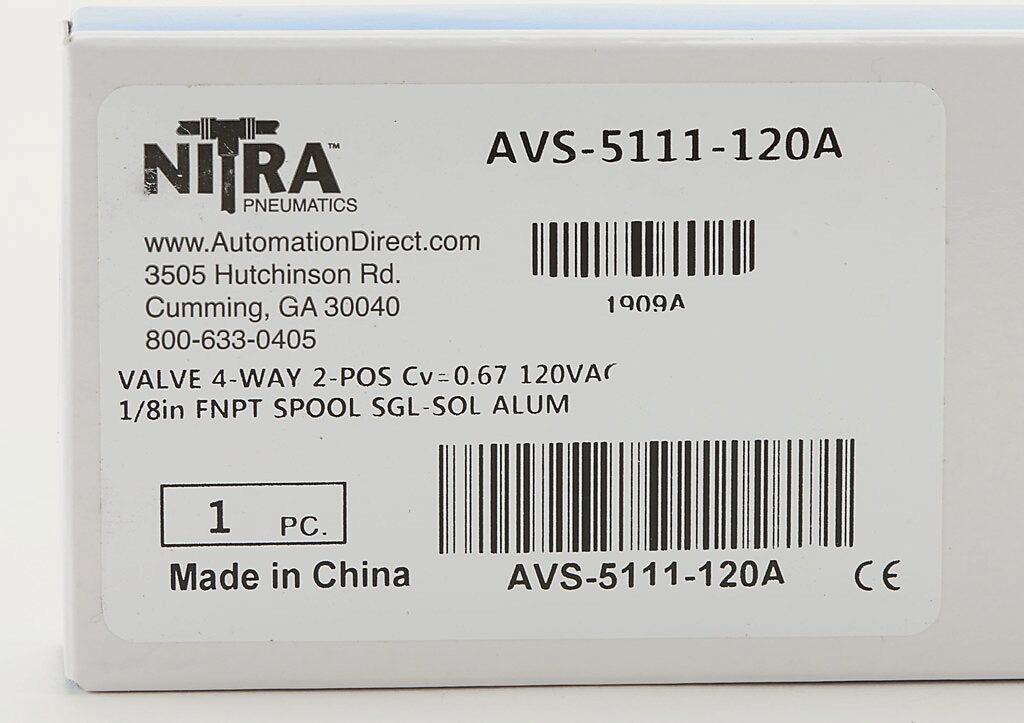 NITRA™
PNEUMATICS
AVS-5111-120A
www.AutomationDirect.com
3505 Hutchinson Rd.
Cumming, GA 30040
800-633-0405
1909A
VALVE 4-WAY 2-POS Cv=0.67 120VAC
1/8in FNPT SPOOL SGL-SOL ALUM
1 PC.
Made in China
AVS-5111-120A
CE